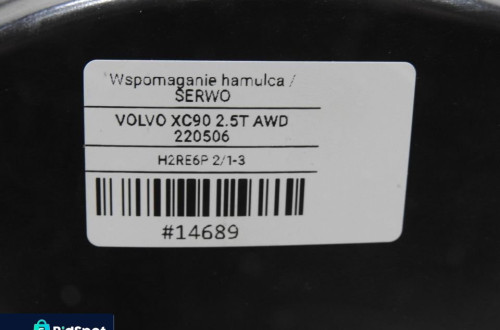 Wspomaganie hamulca /
SERWO
VOLVO XC90 2.5T AWD
220506
H2RE6P 2/1-3
#14689
BidSpot